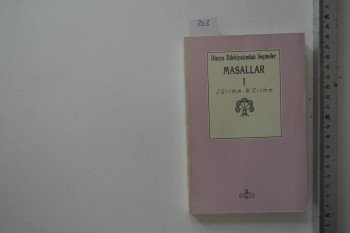 Dünya Edebiyatından Seçmeler
MASALLAR
I
J.Grimm-W.Grimm